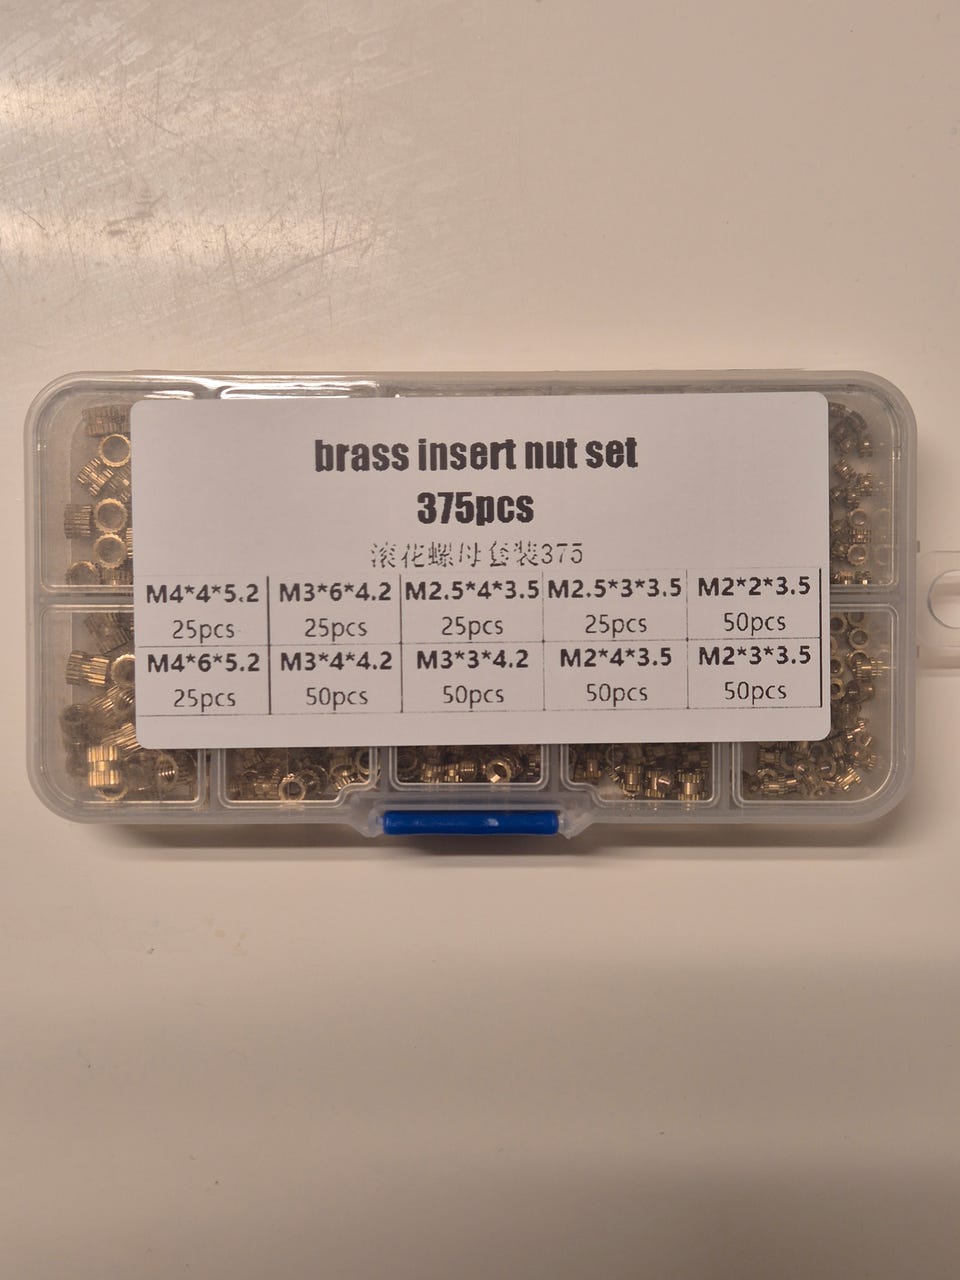 brass insert nut set
375pcs
滚花螺母套装375
M4*4*5.2 M3*6*4.2 M2.5*4*3.5 M2.5*3*3.5 M2*2*3.5
25pcs 25pcs 25pcs 25pcs 50pcs
M4*6*5.2 M3*4*4.2 M3*3*4.2 M2*4*3.5 M2*3*3.5
25pcs 50pcs 50pcs 50pcs 50pcs